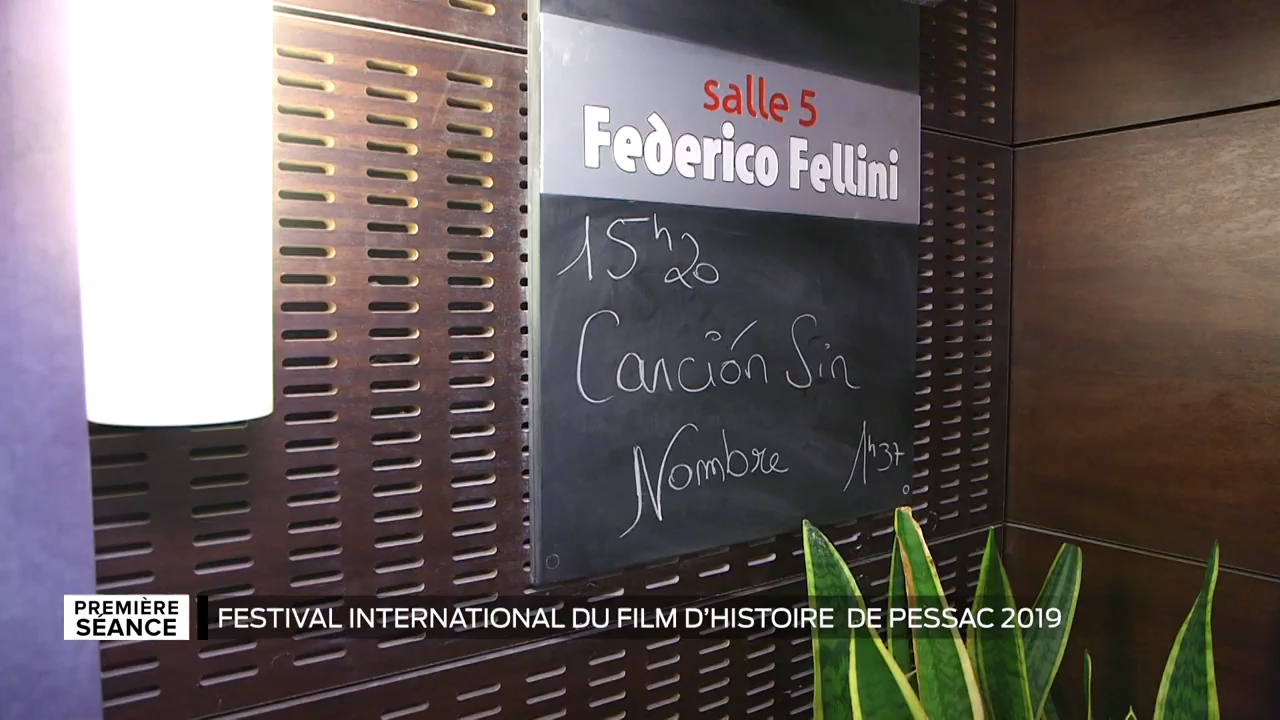 salle 5
Federico Fellini
15h20
Canción Sin
Nombre 1h37
PREMIÈRE
SÉANCE
FESTIVAL INTERNATIONAL DU FILM D'HISTOIRE DE PESSAC 2019